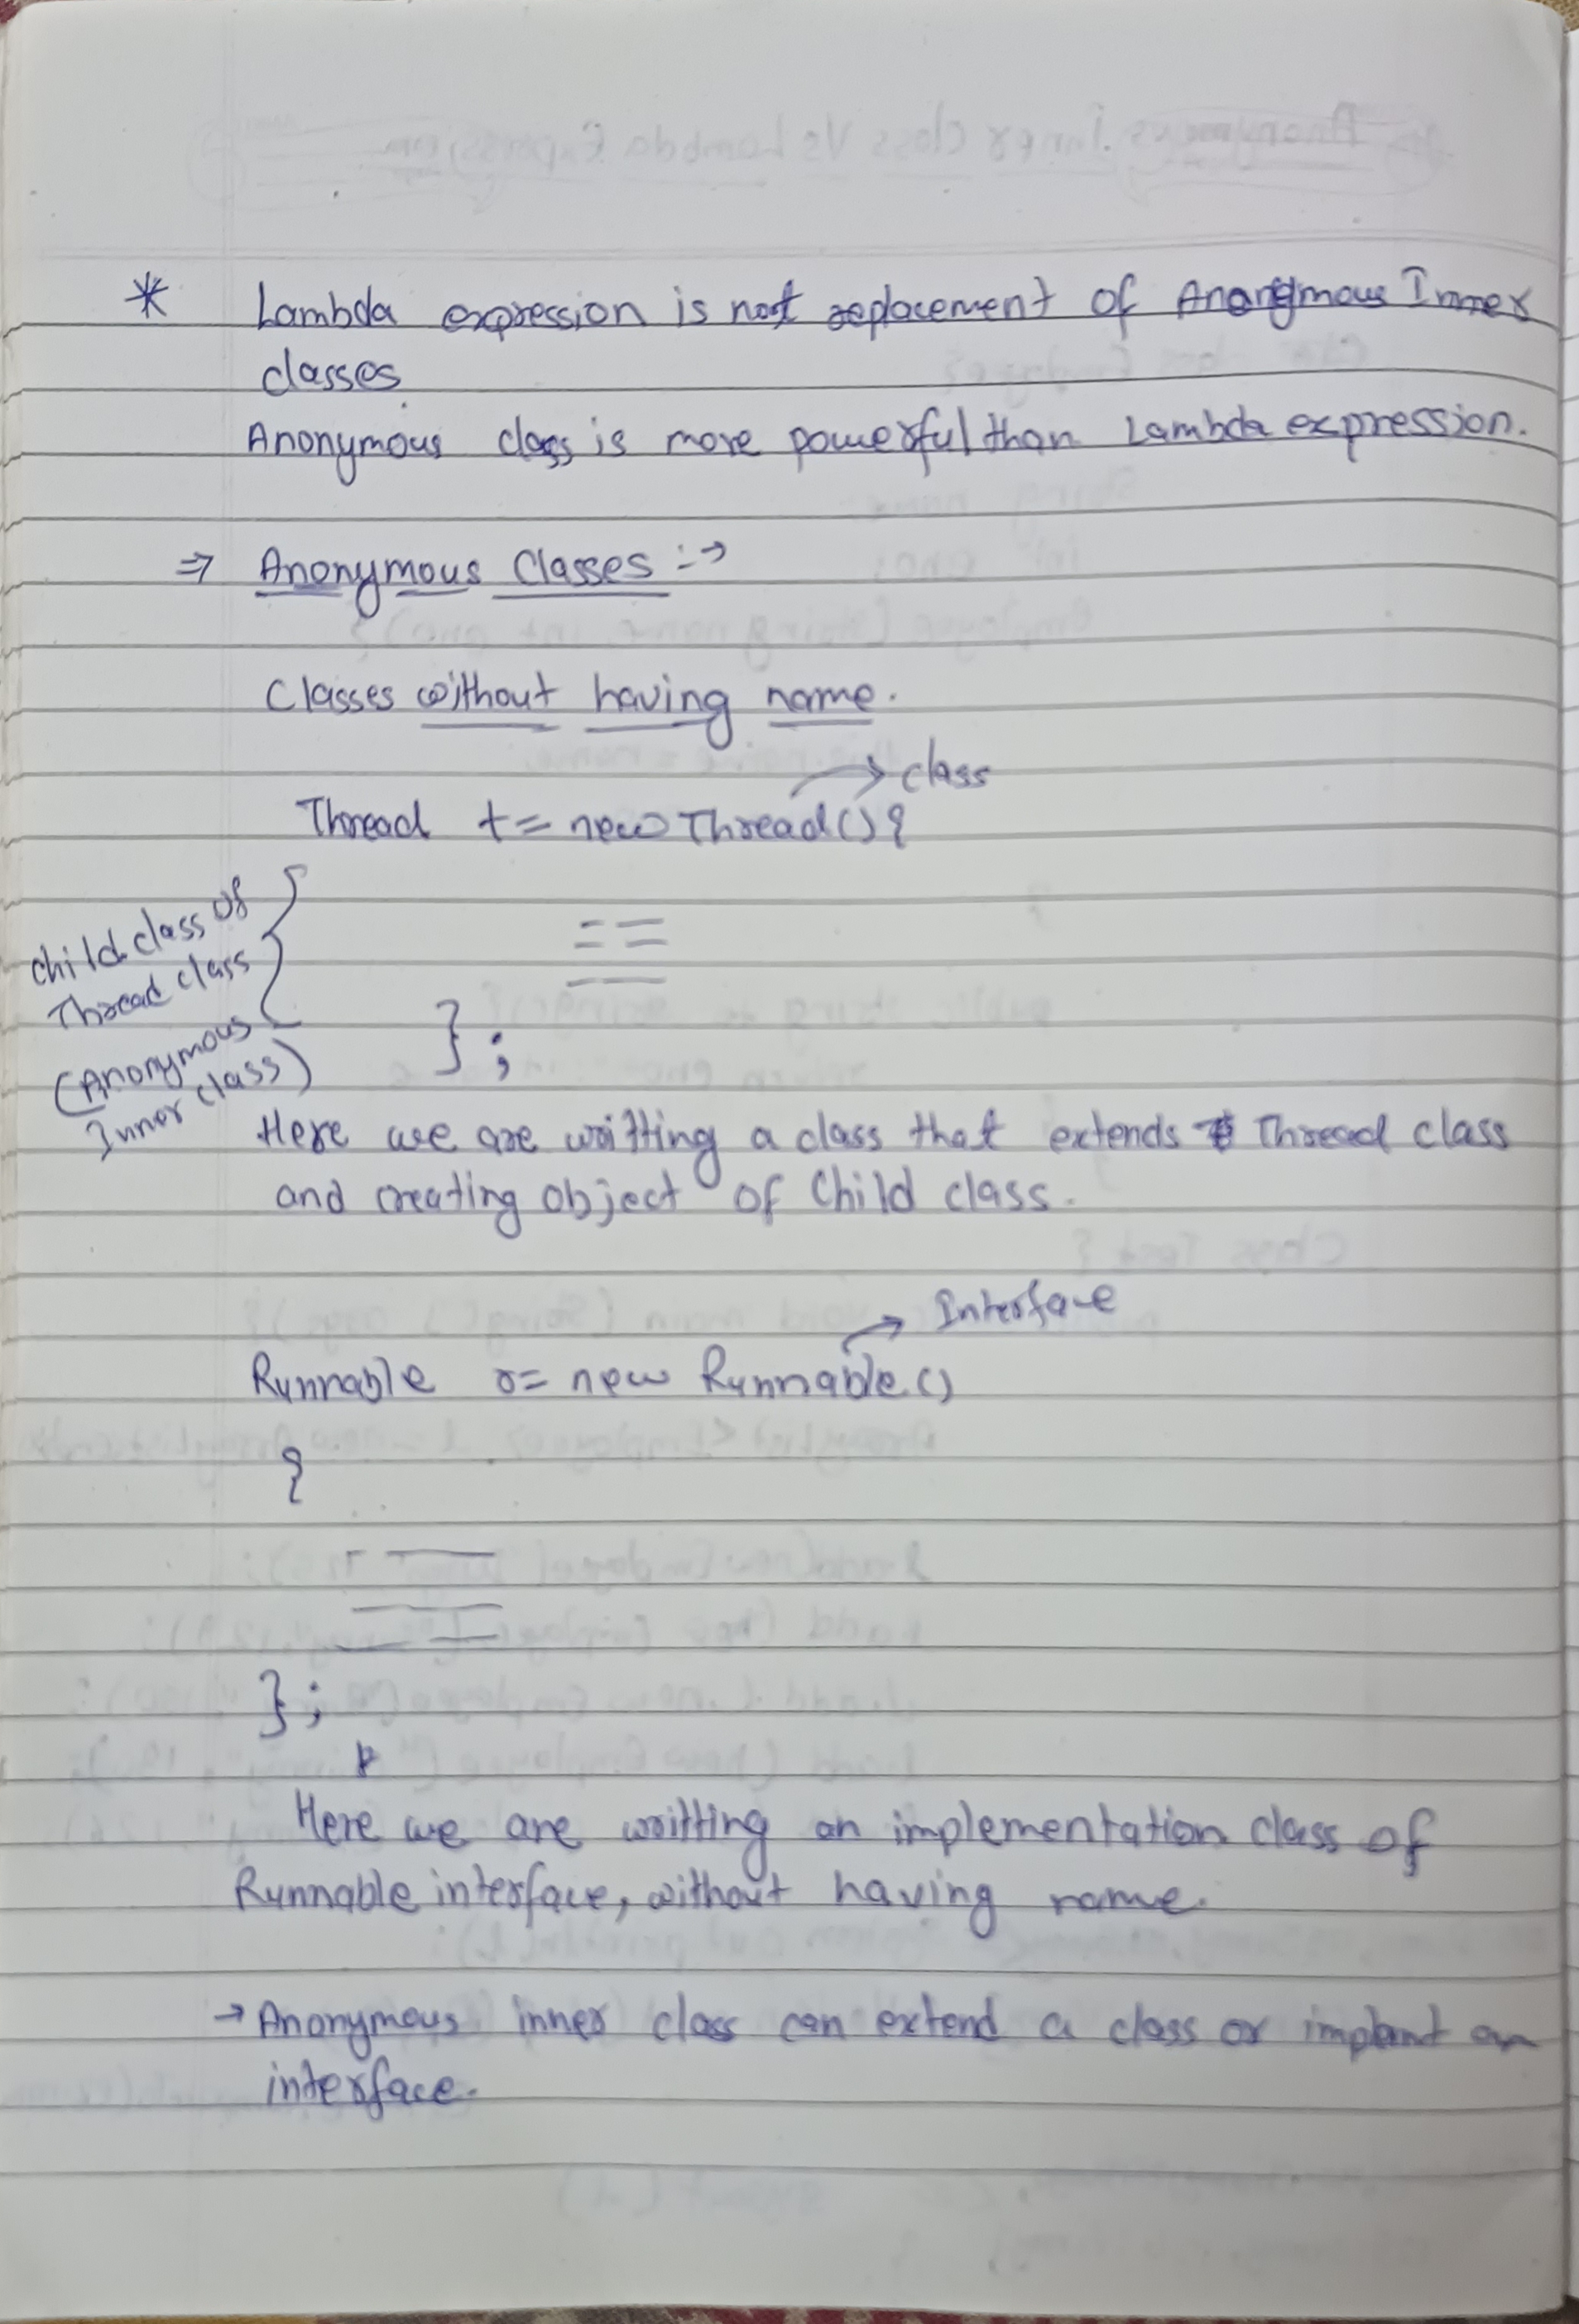 * Lambda expression is not replacement of Anonymous Inner
classes
Anonymous class is more powerful than Lambda expression.
⇒ Anonymous Classes :→
Classes without having name.
→ class
Thread t = new Thread(){
child class of
Thread class
(Anonymous
Inner class)
};
Here we are writting a class that extends Thread class
and creating object of Child class.
→ Interface
Runnable r= new Runnable()
{
};
Here we are writting an implementation class of
Runnable interface, without having name.
→ Anonymous inner class can extend a class or implent an
interface.